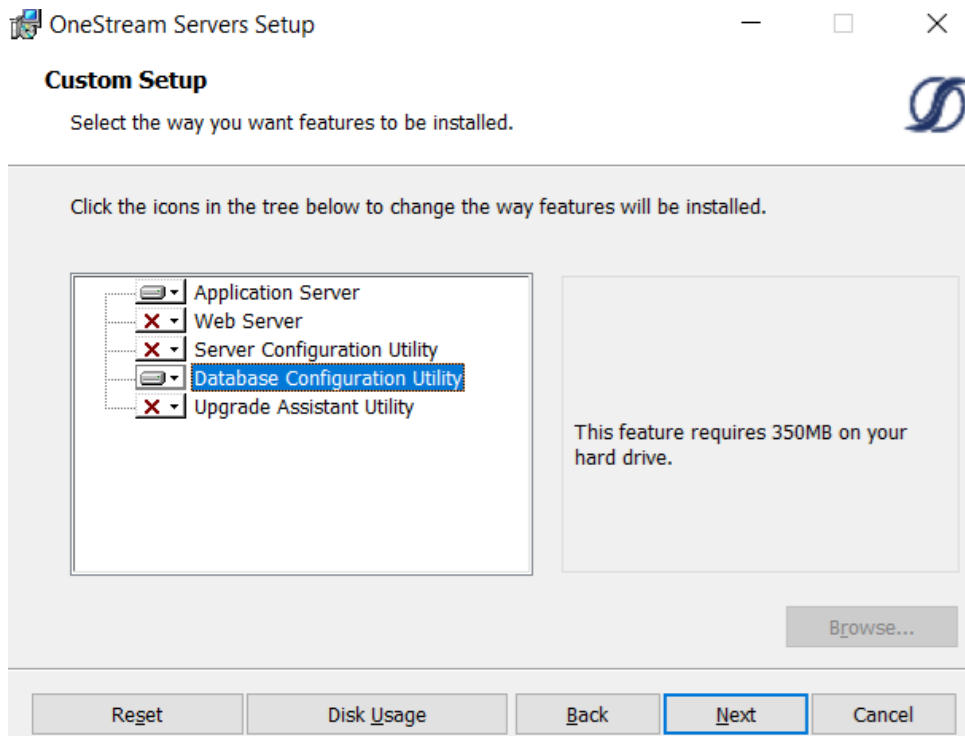 OneStream Servers Setup
Custom Setup
Select the way you want features to be installed.
Click the icons in the tree below to change the way features will be installed.
Application Server
Web Server
Server Configuration Utility
Database Configuration Utility
Upgrade Assistant Utility
This feature requires 350MB on your
hard drive.
Browse...
Reset Disk Usage Back Next Cancel